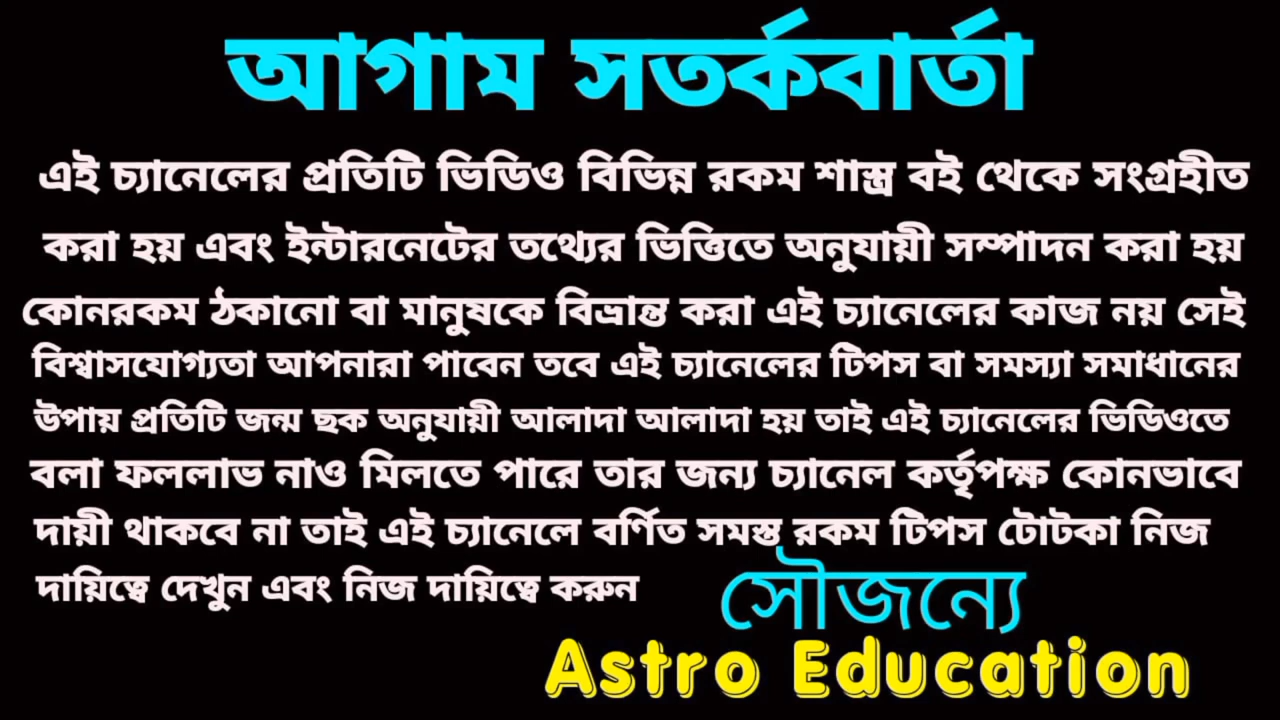 আগাম সতর্কবার্তা
এই চ্যানেলের প্রতিটি ভিডিও বিভিন্ন রকম শাস্ত্র বই থেকে সংগ্রহীত
করা হয় এবং ইন্টারনেটের তথ্যের ভিত্তিতে অনুযায়ী সম্পাদন করা হয়
কোনরকম ঠকানো বা মানুষকে বিভ্রান্ত করা এই চ্যানেলের কাজ নয় সেই
বিশ্বাসযোগ্যতা আপনারা পাবেন তবে এই চ্যানেলের টিপস বা সমস্যা সমাধানের
উপায় প্রতিটি জন্ম ছক অনুযায়ী আলাদা আলাদা হয় তাই এই চ্যানেলের ভিডিওতে
বলা ফললাভ নাও মিলতে পারে তার জন্য চ্যানেল কর্তৃপক্ষ কোনভাবে
দায়ী থাকবে না তাই এই চ্যানেলে বর্ণিত সমস্ত রকম টিপস টোটকা নিজ
দায়িত্বে দেখুন এবং নিজ দায়িত্বে করুন
সৌজন্যে
Astro Education